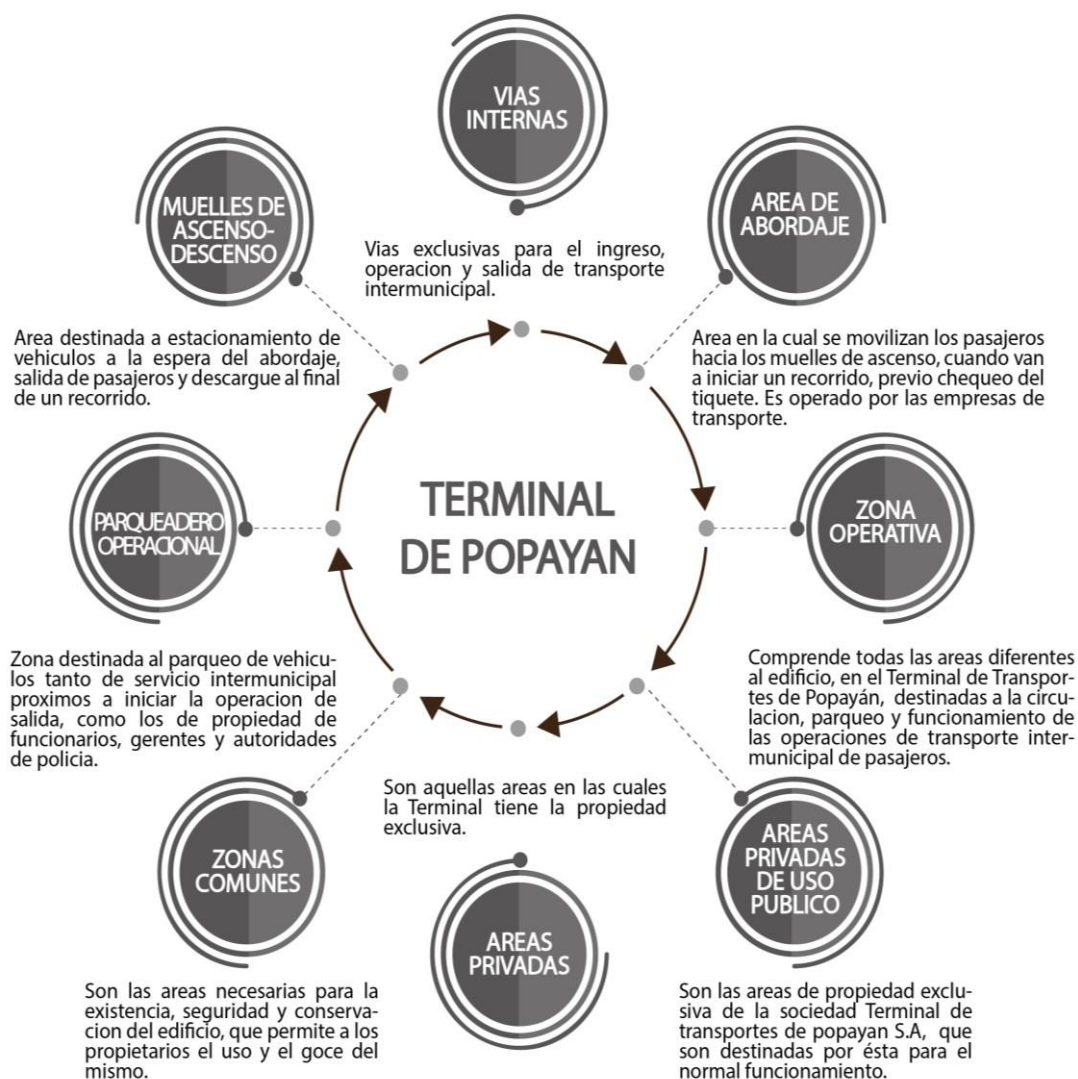 VIAS
INTERNAS
Vias exclusivas para el ingreso,
operacion y salida de transporte
intermunicipal.
AREA DE
ABORDAJE
Area en la cual se movilizan los pasajeros
hacia los muelles de ascenso, cuando van
a iniciar un recorrido, previo chequeo del
tiquete. Es operado por las empresas de
transporte.
MUELLES DE
ASCENSO-
DESCENSO
Area destinada a estacionamiento de
vehiculos a la espera del abordaje,
salida de pasajeros y descargue al final
de un recorrido.
TERMINAL
DE POPAYAN
ZONA
OPERATIVA
Comprende todas las areas diferentes
al edificio, en el Terminal de Transpor-
tes de Popayán, destinadas a la circu-
lacion, parqueo y funcionamiento de
las operaciones de transporte inter-
municipal de pasajeros.
PARQUEADERO
OPERACIONAL
Zona destinada al parqueo de vehicu-
los tanto de servicio intermunicipal
proximos a iniciar la operacion de
salida, como los de propiedad de
funcionarios, gerentes y autoridades
de policia.
ZONAS
COMUNES
Son las areas necesarias para la
existencia, seguridad y conserva-
cion del edificio, que permite a los
propietarios el uso y el goce del
mismo.
Son aquellas areas en las cuales
la Terminal tiene la propiedad
exclusiva.
AREAS
PRIVADAS
AREAS
PRIVADAS
DE USO
PUBLICO
Son las areas de propiedad exclu-
siva de la sociedad Terminal de
transportes de popayan S.A, que
son destinadas por ésta para el
normal funcionamiento.